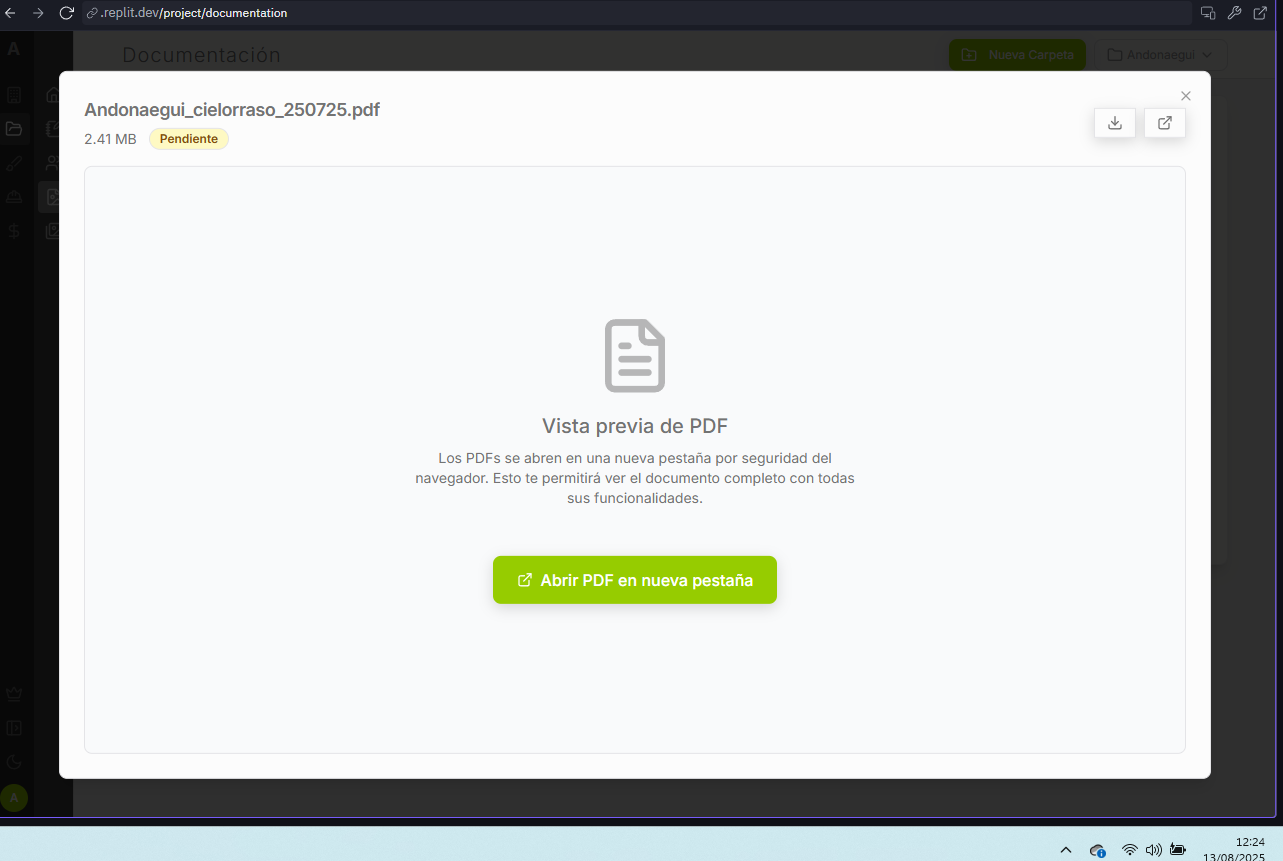 .replit.dev/project/documentation
A
Documentación
Nueva Carpeta
Andonaegui
Andonaegui_cielorraso_250725.pdf
2.41 MB
Pendiente
Vista previa de PDF
Los PDFs se abren en una nueva pestaña por seguridad del
navegador. Esto te permitirá ver el documento completo con todas
sus funcionalidades.
Abrir PDF en nueva pestaña
A
12:24
13/08/2025